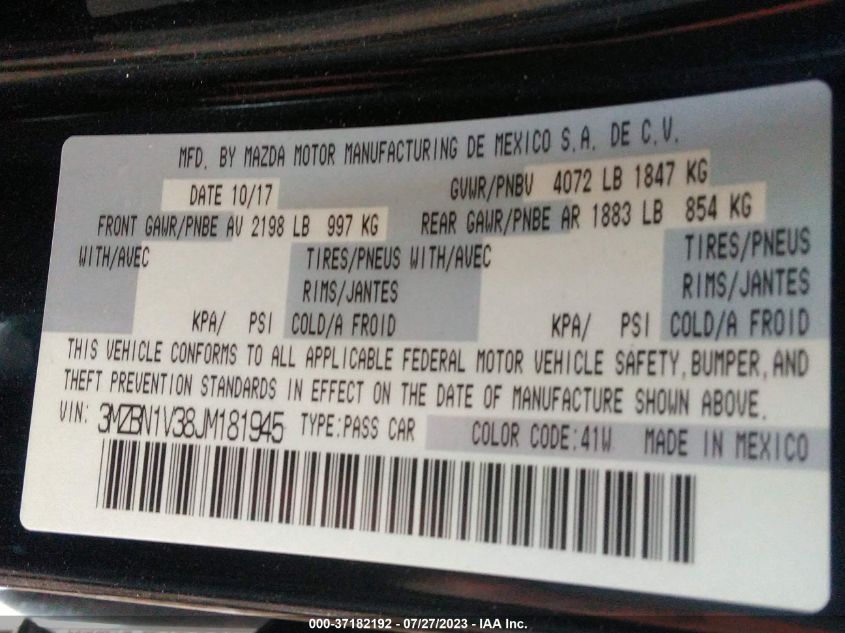 MFD. BY MAZDA MOTOR MANUFACTURING DE MEXICO S.A. DE C.V.
DATE 10/17 GVWR/PNBV 4072 LB 1847 KG
FRONT GAWR/PNBE AV 2198 LB 997 KG REAR GAWR/PNBE AR 1883 LB 854 KG
WITH/AVEC TIRES/PNEUS WITH/AVEC TIRES/PNEUS
RIMS/JANTES RIMS/JANTES
KPA/ PSI COLD/A FROID KPA/ PSI COLD/A FROID
THIS VEHICLE CONFORMS TO ALL APPLICABLE FEDERAL MOTOR VEHICLE SAFETY, BUMPER, AND
THEFT PREVENTION STANDARDS IN EFFECT ON THE DATE OF MANUFACTURE SHOWN ABOVE.
VIN: 3MZBN1V38JM181945 TYPE:PASS CAR COLOR CODE:41W MADE IN MEXICO
000-37182192 - 07/27/2023 - IAA Inc.